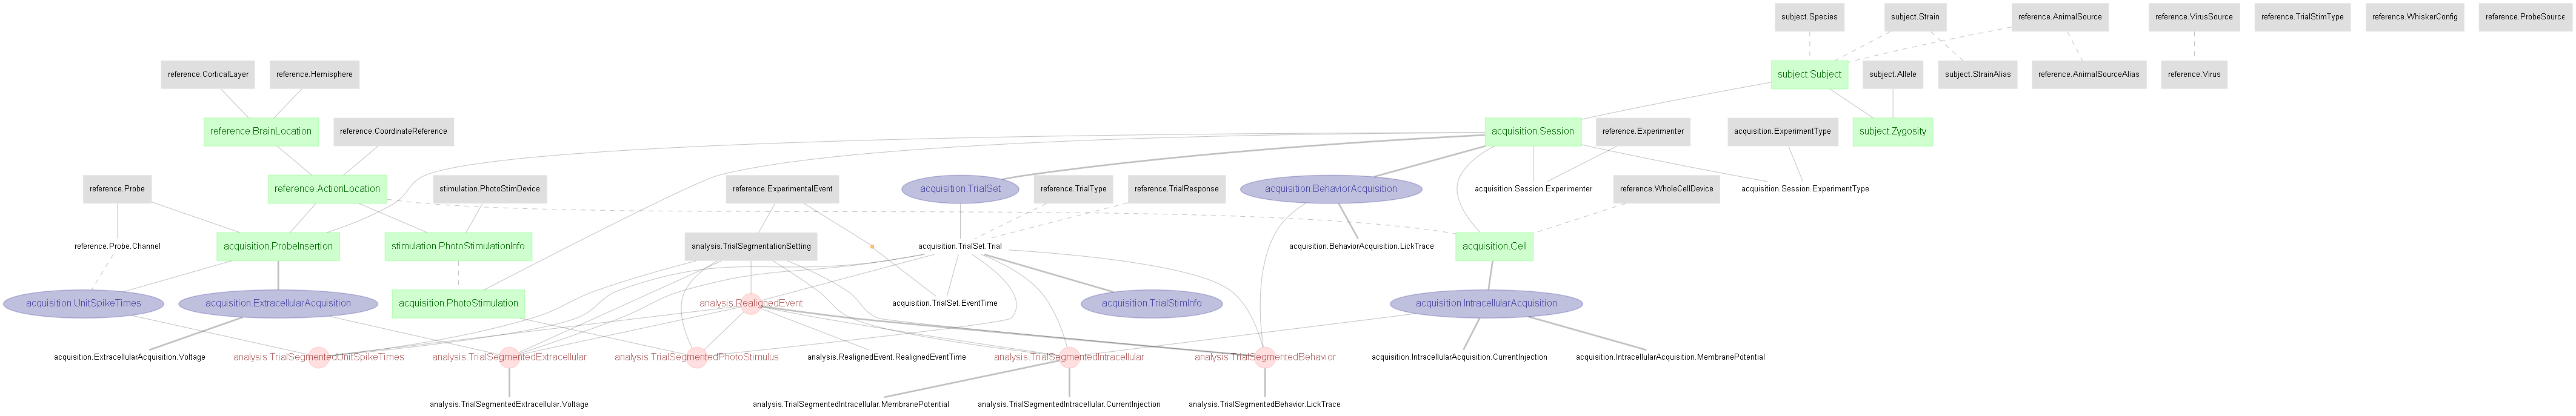 subject.Species
subject.Strain
reference.AnimalSource
reference.VirusSource
reference.TrialStimType
reference.WhiskerConfig
reference.ProbeSource
reference.CorticalLayer
reference.Hemisphere
subject.Subject
subject.Allele
subject.StrainAlias
reference.AnimalSourceAlias
reference.Virus
reference.BrainLocation
reference.CoordinateReference
acquisition.Session
reference.Experimenter
acquisition.ExperimentType
subject.Zygosity
reference.Probe
reference.ActionLocation
stimulation.PhotoStimDevice
reference.ExperimentalEvent
acquisition.TrialSet
reference.TrialType
reference.TrialResponse
acquisition.BehaviorAcquisition
acquisition.Session.Experimenter
reference.WholeCellDevice
acquisition.Session.ExperimentType
reference.Probe.Channel
acquisition.ProbeInsertion
stimulation.PhotoStimulationInfo
analysis.TrialSegmentationSetting
acquisition.TrialSet.Trial
acquisition.BehaviorAcquisition.LickTrace
acquisition.Cell
acquisition.UnitSpikeTimes
acquisition.ExtracellularAcquisition
acquisition.PhotoStimulation
analysis.RealignedEvent
acquisition.TrialSet.EventTime
acquisition.TrialStimInfo
acquisition.IntracellularAcquisition
acquisition.ExtracellularAcquisition.Voltage
analysis.TrialSegmentedUnitSpikeTimes
analysis.TrialSegmentedExtracellular
analysis.TrialSegmentedPhotoStimulus
analysis.RealignedEvent.RealignedEventTime
analysis.TrialSegmentedIntracellular
analysis.TrialSegmentedBehavior
acquisition.IntracellularAcquisition.CurrentInjection
acquisition.IntracellularAcquisition.MembranePotential
analysis.TrialSegmentedExtracellular.Voltage
analysis.TrialSegmentedIntracellular.MembranePotential
analysis.TrialSegmentedIntracellular.CurrentInjection
analysis.TrialSegmentedBehavior.LickTrace